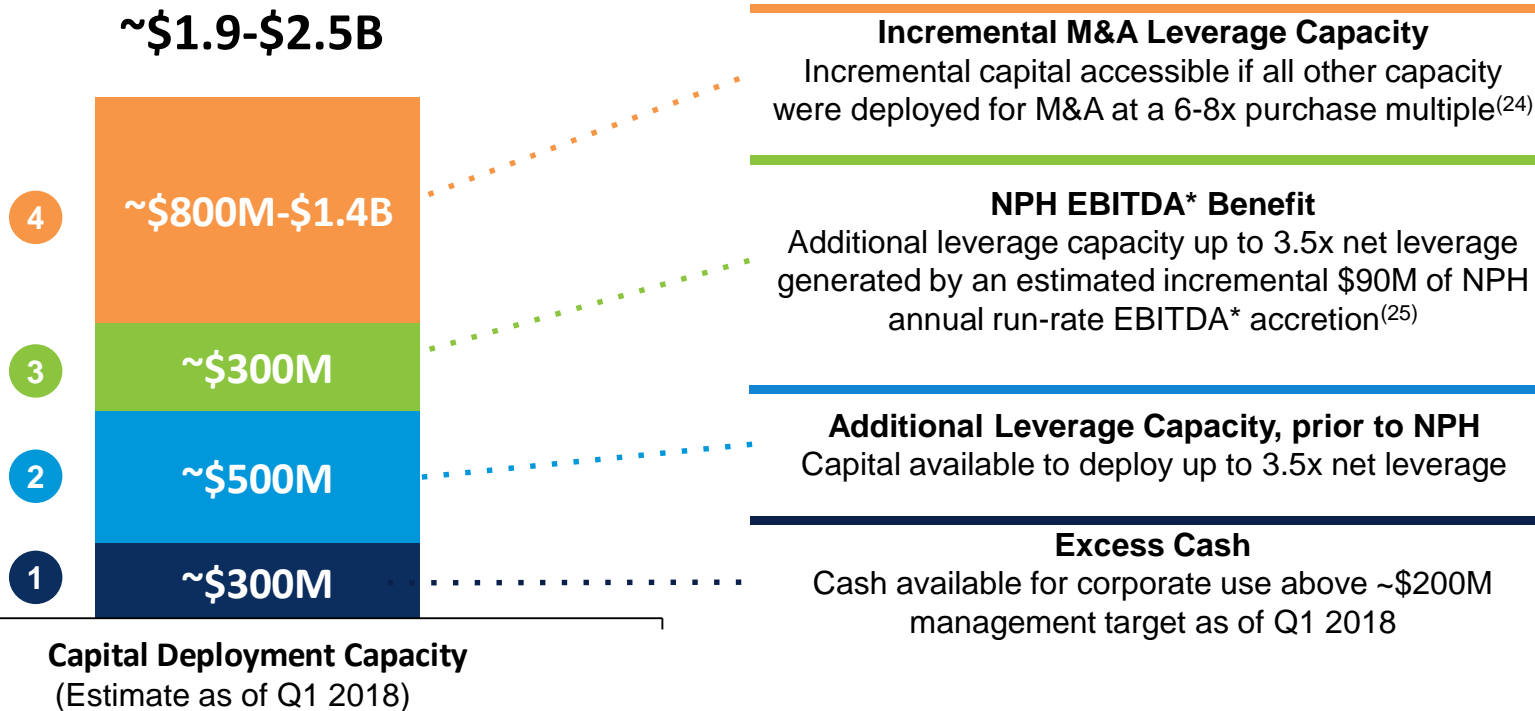 ~$1.9-$2.5B
4
~$800M-$1.4B
3
~$300M
2
~$500M
1
~$300M
Capital Deployment Capacity
(Estimate as of Q1 2018)
Incremental M&A Leverage Capacity
Incremental capital accessible if all other capacity
were deployed for M&A at a 6-8x purchase multiple(24)
NPH EBITDA* Benefit
Additional leverage capacity up to 3.5x net leverage
generated by an estimated incremental $90M of NPH
annual run-rate EBITDA* accretion(25)
Additional Leverage Capacity, prior to NPH
Capital available to deploy up to 3.5x net leverage
Excess Cash
Cash available for corporate use above ~$200M
management target as of Q1 2018